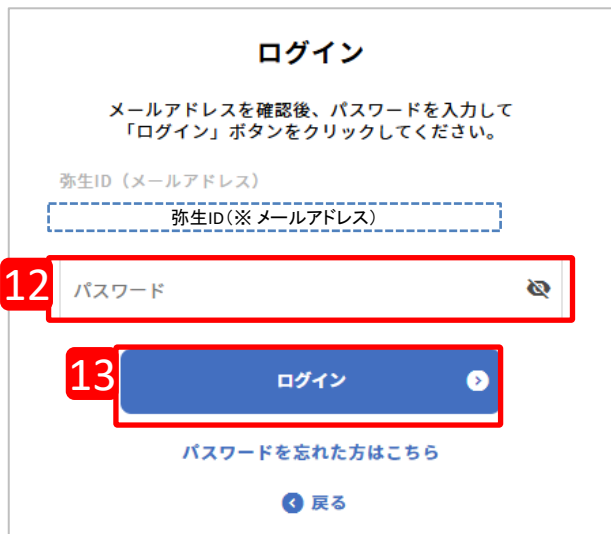 ログイン
メールアドレスを確認後、パスワードを入力して
「ログイン」ボタンをクリックしてください。
弥生ID（メールアドレス）
弥生ID（※メールアドレス）
12
パスワード
13
ログイン
パスワードを忘れた方はこちら
戻る